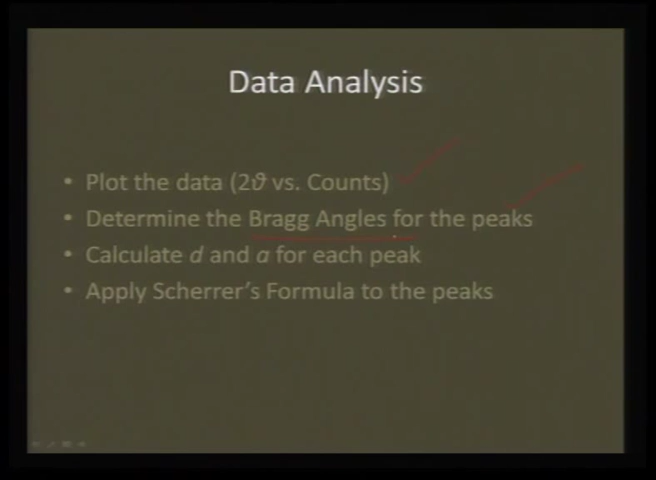 Data Analysis
• Plot the data (2ϑ vs. Counts)
• Determine the Bragg Angles for the peaks
• Calculate d and a for each peak
• Apply Scherrer's Formula to the peaks